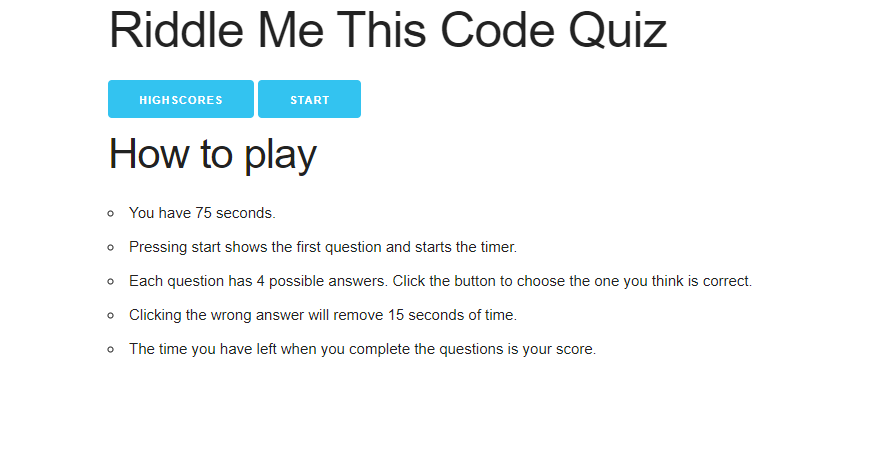 Riddle Me This Code Quiz
HIGHSCORES START
How to play
You have 75 seconds.
Pressing start shows the first question and starts the timer.
Each question has 4 possible answers. Click the button to choose the one you think is correct.
Clicking the wrong answer will remove 15 seconds of time.
The time you have left when you complete the questions is your score.